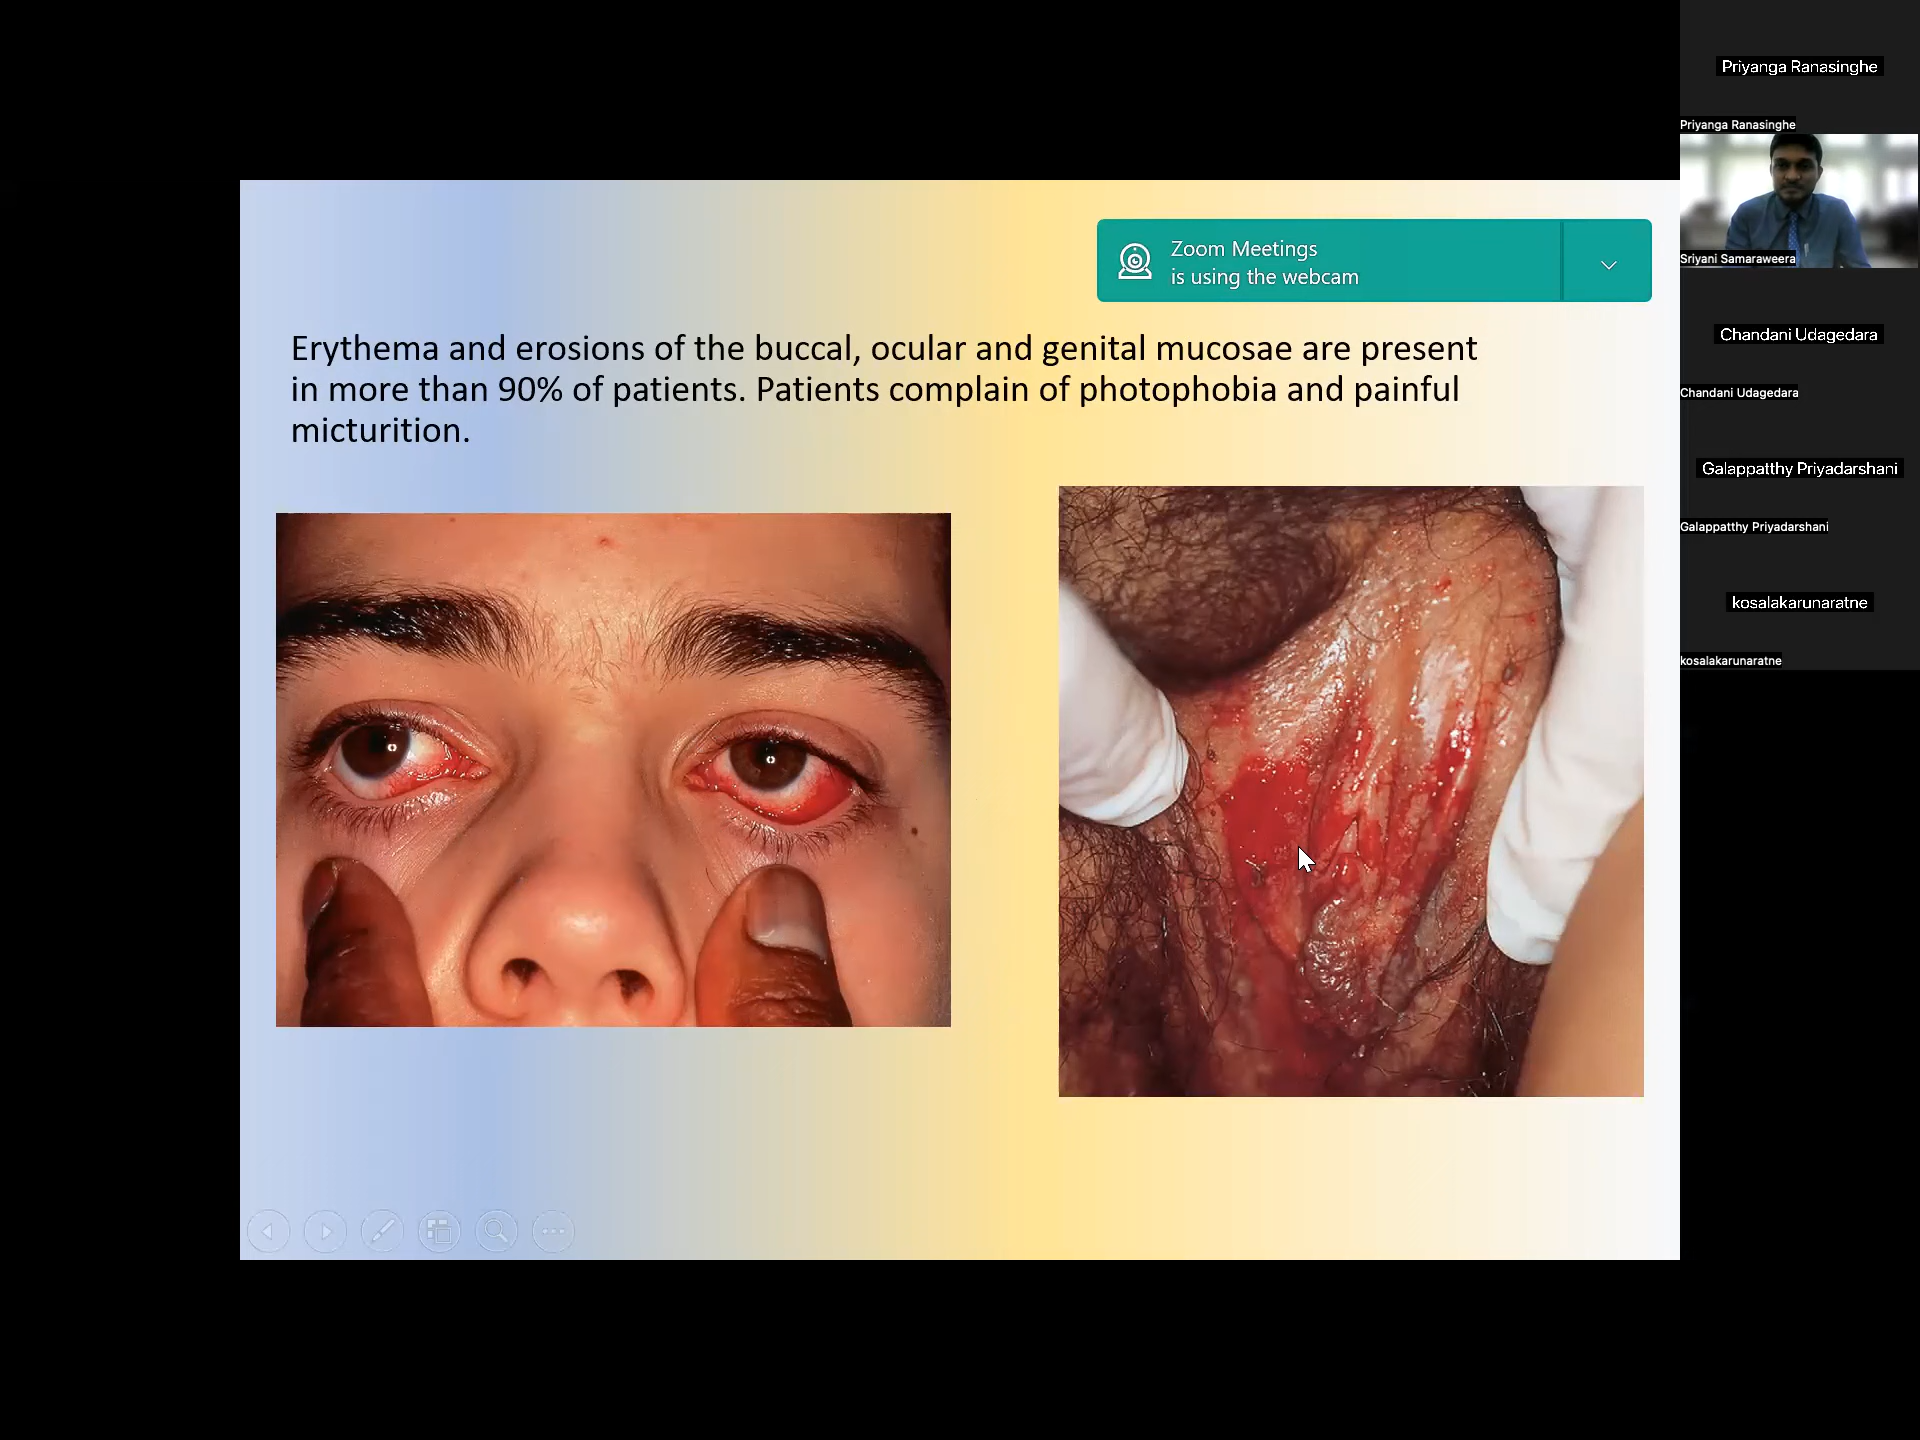 Priyanga Ranasinghe
Priyanga Ranasinghe
Zoom Meetings
is using the webcam
Sriyani Samaraweera
Erythema and erosions of the buccal, ocular and genital mucosae are present
in more than 90% of patients. Patients complain of photophobia and painful
micturition.
Chandani Udagedara
Chandani Udagedara
Galappatthy Priyadarshani
Galappatthy Priyadarshani
kosalakarunaratne
kosalakarunaratne